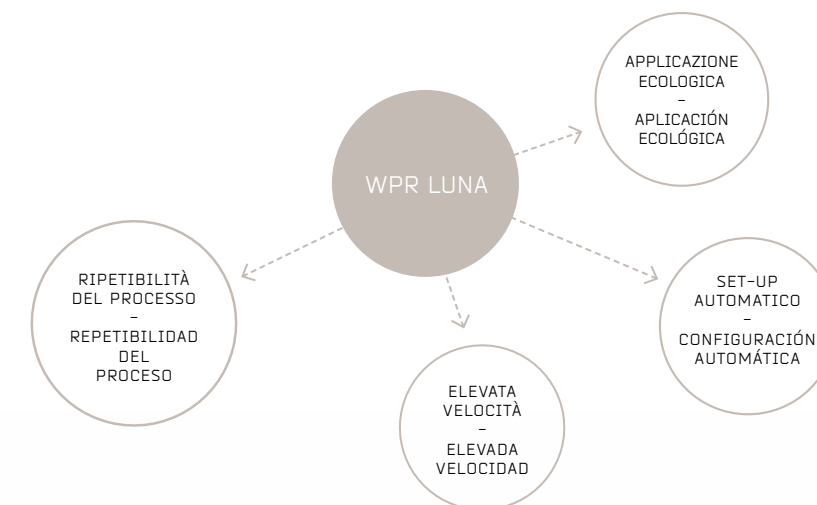 APPLICAZIONE
ECOLOGICA
–
APLICACIÓN
ECOLÓGICA
WPR LUNA
RIPETIBILITÀ
DEL PROCESSO
–
REPETIBILIDAD
DEL
PROCESO
SET-UP
AUTOMATICO
–
CONFIGURACIÓN
AUTOMÁTICA
ELEVATA
VELOCITÀ
–
ELEVADA
VELOCIDAD